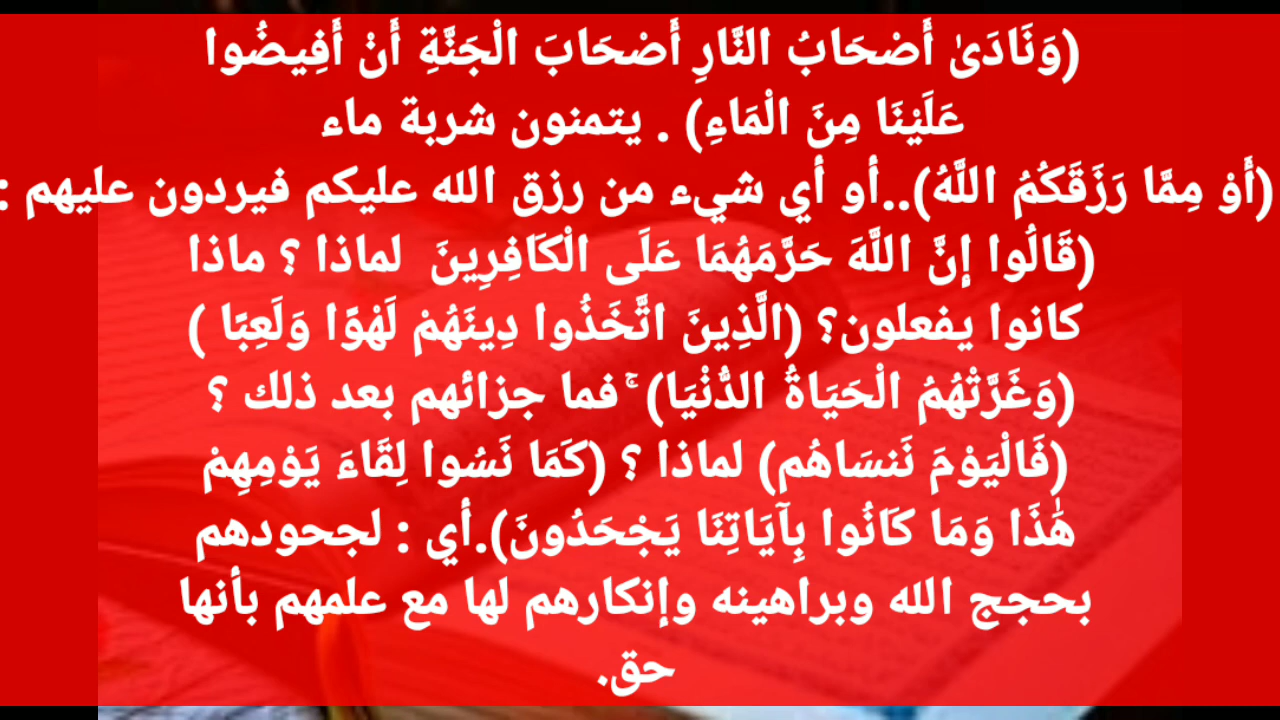 (وَنَادَىٰ أَصْحَابُ النَّارِ أَصْحَابَ الْجَنَّةِ أَنْ أَفِيضُوا
عَلَيْنَا مِنَ الْمَاءِ) . يتمنون شربة ماء
(أَوْ مِمَّا رَزَقَكُمُ اللَّهُ)..أو أي شيء من رزق الله عليكم فيردون عليهم :
(قَالُوا إِنَّ اللَّهَ حَرَّمَهُمَا عَلَى الْكَافِرِينَ لماذا ؟ ماذا
كانوا يفعلون؟ (الَّذِينَ اتَّخَذُوا دِينَهُمْ لَهْوًا وَلَعِبًا )
(وَغَرَّتْهُمُ الْحَيَاةُ الدُّنْيَا) ۚ فما جزائهم بعد ذلك ؟
(فَالْيَوْمَ نَنسَاهُم) لماذا ؟ (كَمَا نَسُوا لِقَاءَ يَوْمِهِمْ
هَٰذَا وَمَا كَانُوا بِآيَاتِنَا يَجْحَدُونَ).أي : لجحودهم
بحجج الله وبراهينه وإنكارهم لها مع علمهم بأنها
حق.